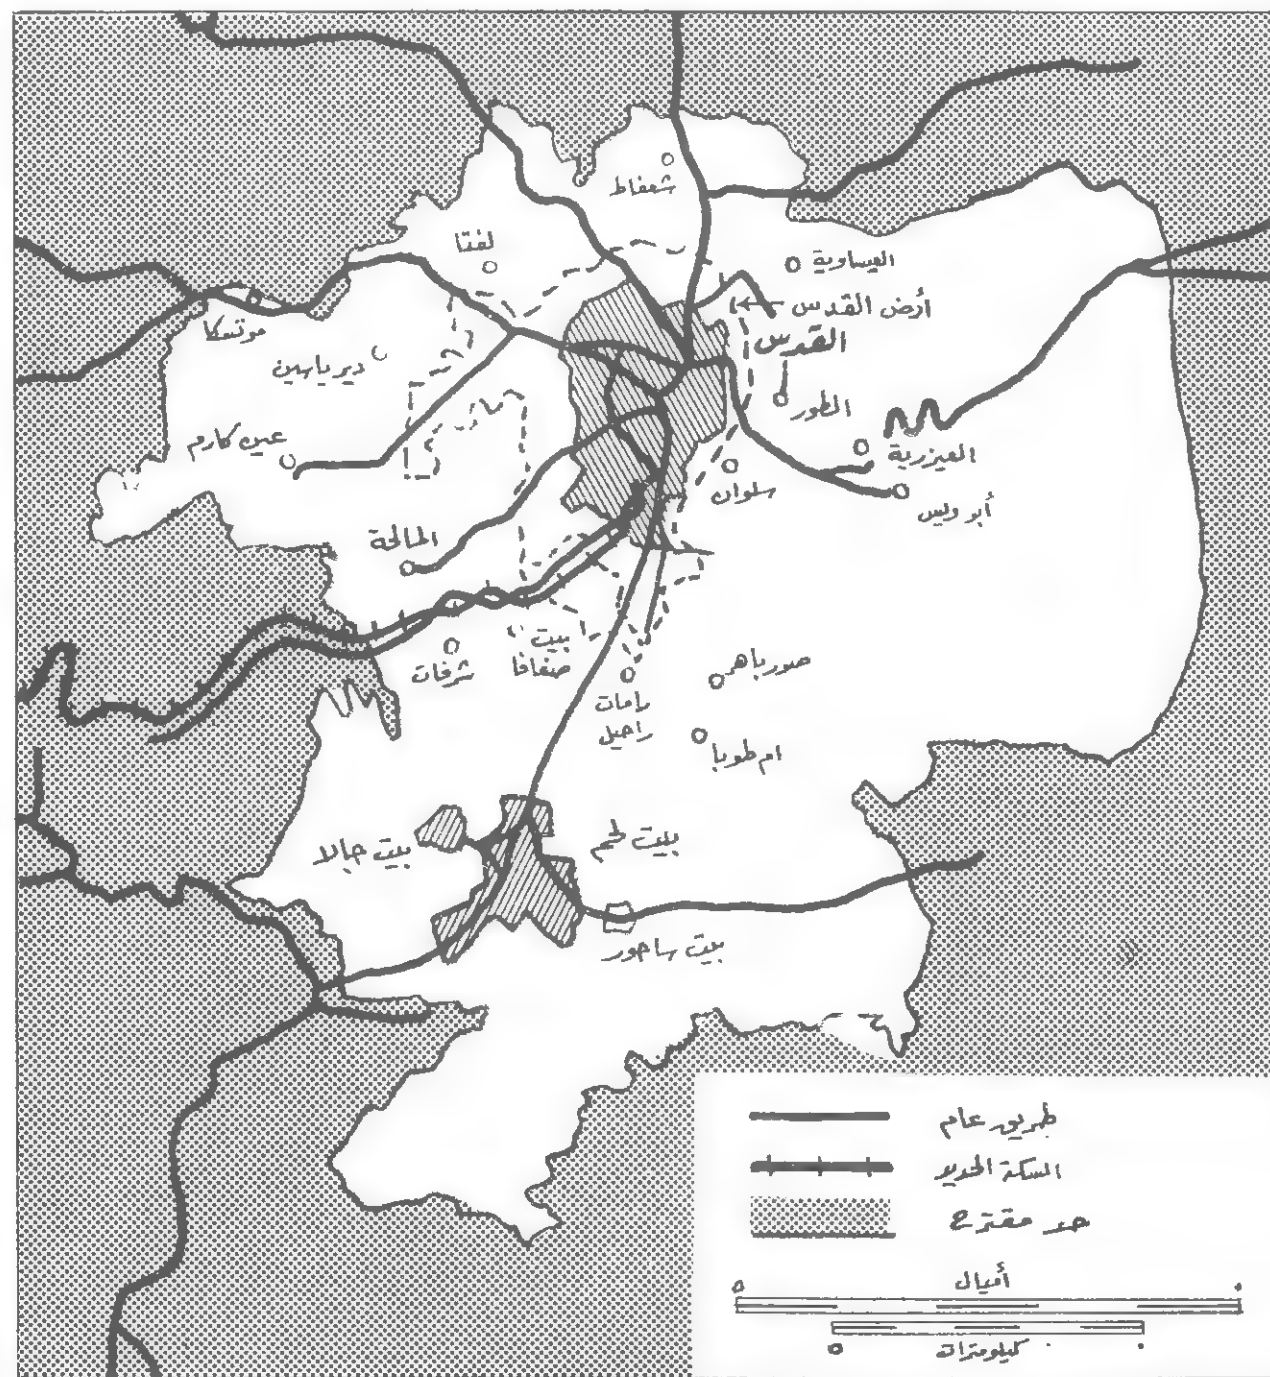 شعفاط
لفتا
العيساوية
أرض القدس
القدس
موتسكا
دير ياسين
الطور
عين كارم
العيزرية
سلوان
أبو ديس
المالحة
بيت
صفافا
شرفات
صور باهر
رامات
راحيل
ام طوبا
بيت لحم
بيت جالا
بيت ساحور
طريق عام
السكة الحديد
حد مقترح
أميال
كيلومترات